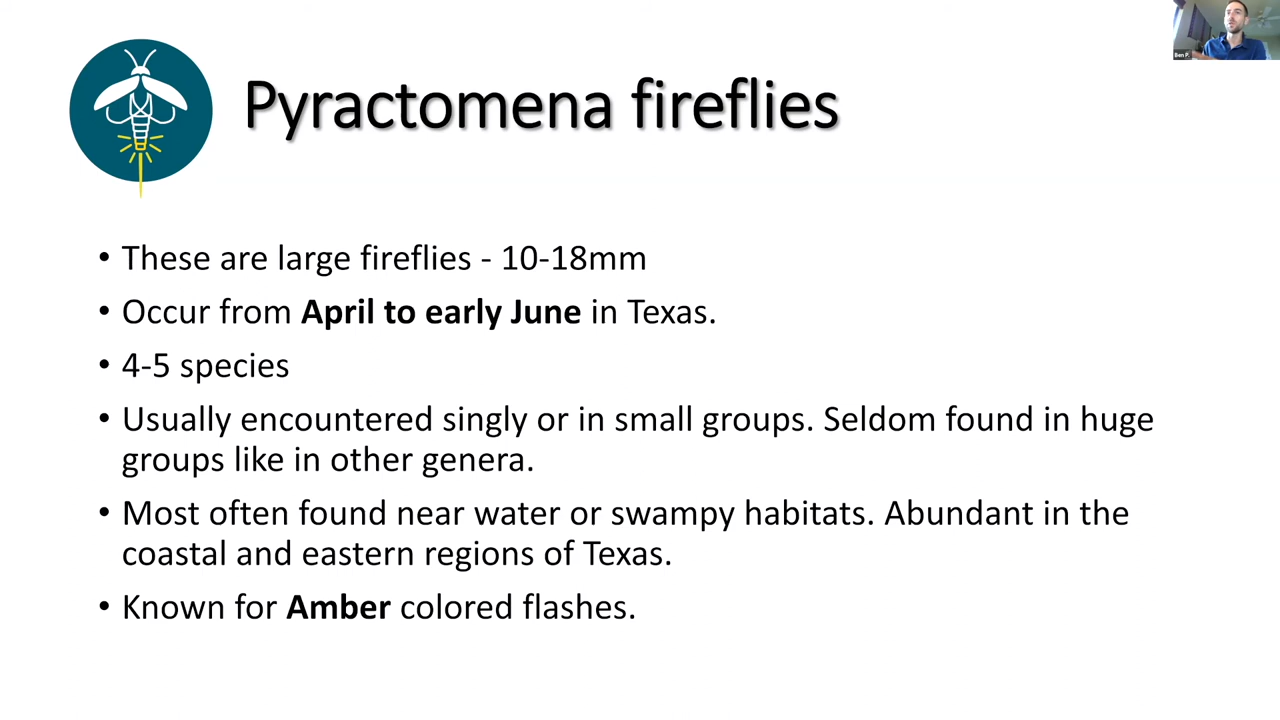 Pyractomena fireflies
Ben P.
• These are large fireflies - 10-18mm
• Occur from April to early June in Texas.
• 4-5 species
• Usually encountered singly or in small groups. Seldom found in huge
groups like in other genera.
• Most often found near water or swampy habitats. Abundant in the
coastal and eastern regions of Texas.
• Known for Amber colored flashes.